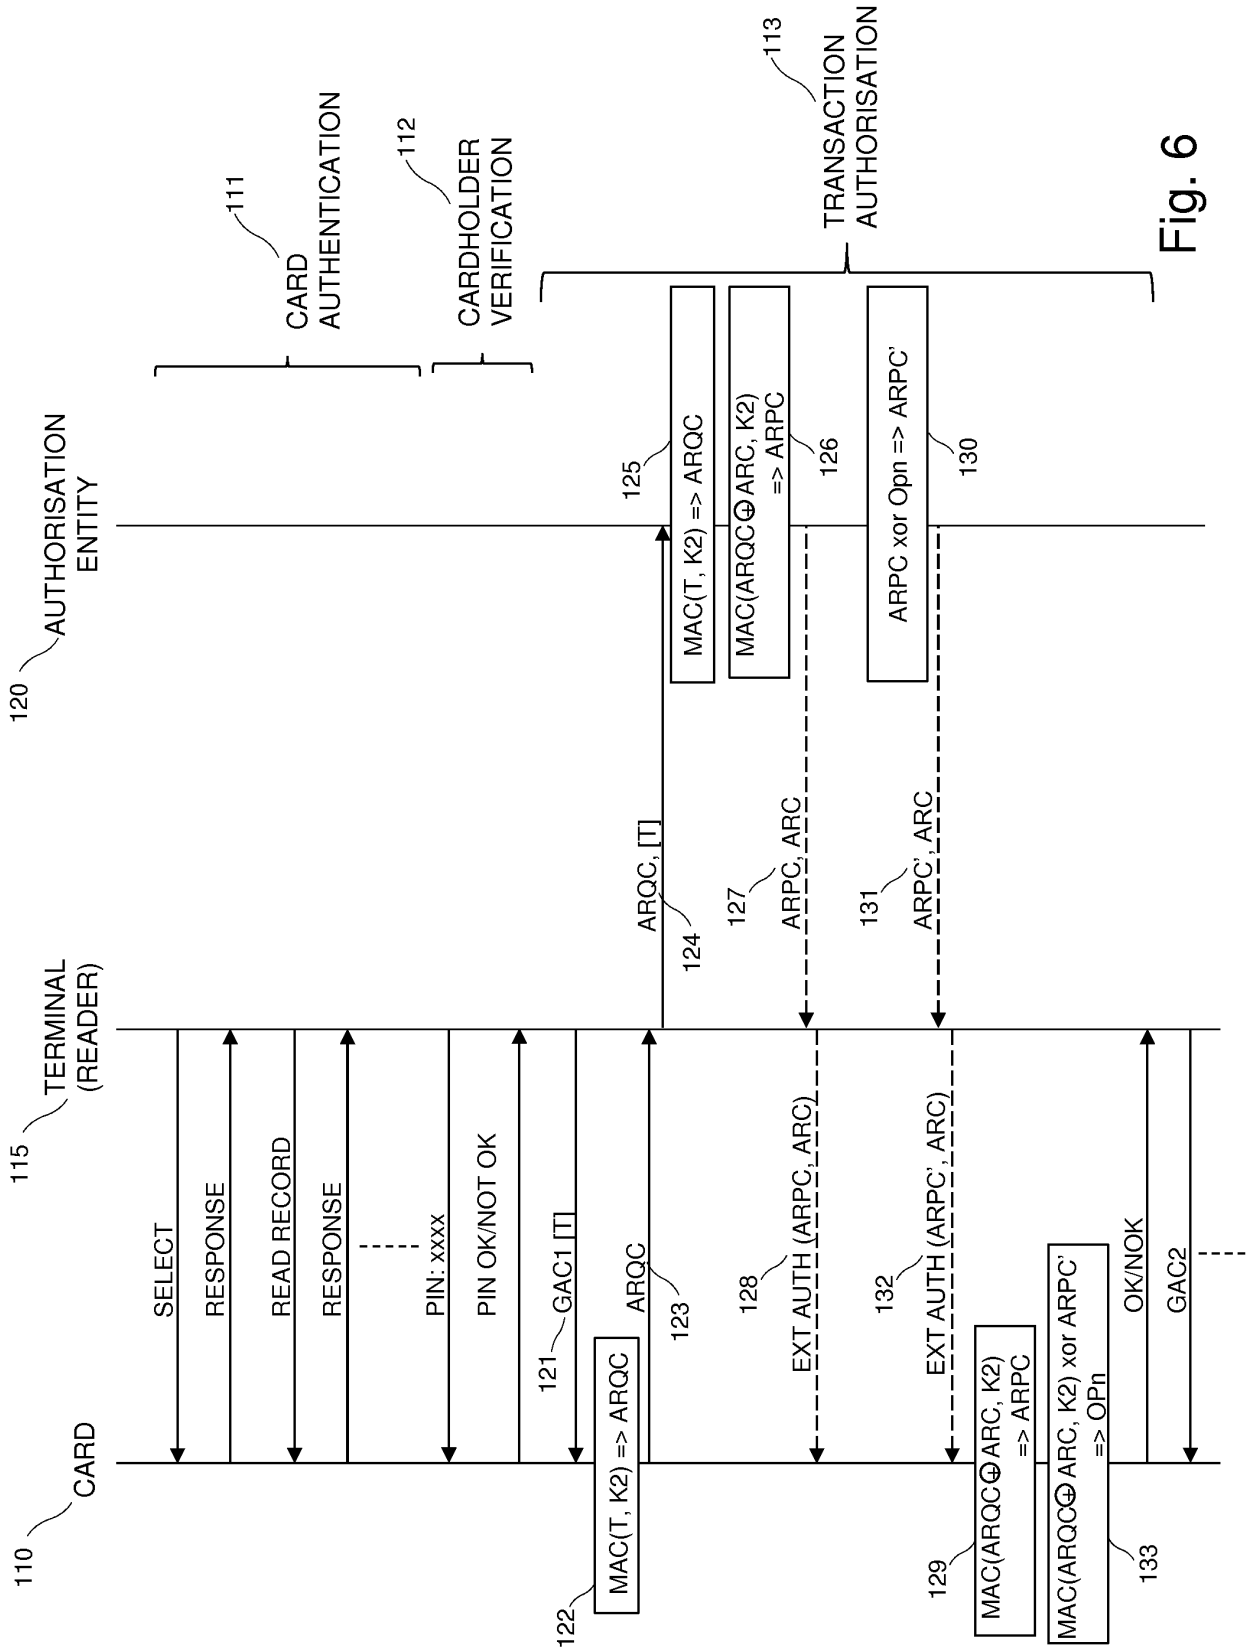 110
CARD
115
TERMINAL
(READER)
120
AUTHORISATION
ENTITY
SELECT
RESPONSE
READ RECORD
RESPONSE
111
CARD
AUTHENTICATION
PIN: xxxx
PIN OK/NOT OK
112
CARDHOLDER
VERIFICATION
121
GAC1 [T]
122
MAC(T, K2) => ARQC
ARQC
123
ARQC, [T]
124
125
MAC(T, K2) => ARQC
MAC(ARQC⊕ARC, K2)
=> ARPC
126
127
ARPC, ARC
128
EXT AUTH (ARPC, ARC)
113
TRANSACTION
AUTHORISATION
ARPC xor Opn => ARPC’
130
131
ARPC’, ARC
132
EXT AUTH (ARPC’, ARC)
129
MAC(ARQC⊕ARC, K2)
=> ARPC
MAC(ARQC⊕ARC, K2) xor ARPC’
=> OPn
133
OK/NOK
GAC2
Fig. 6